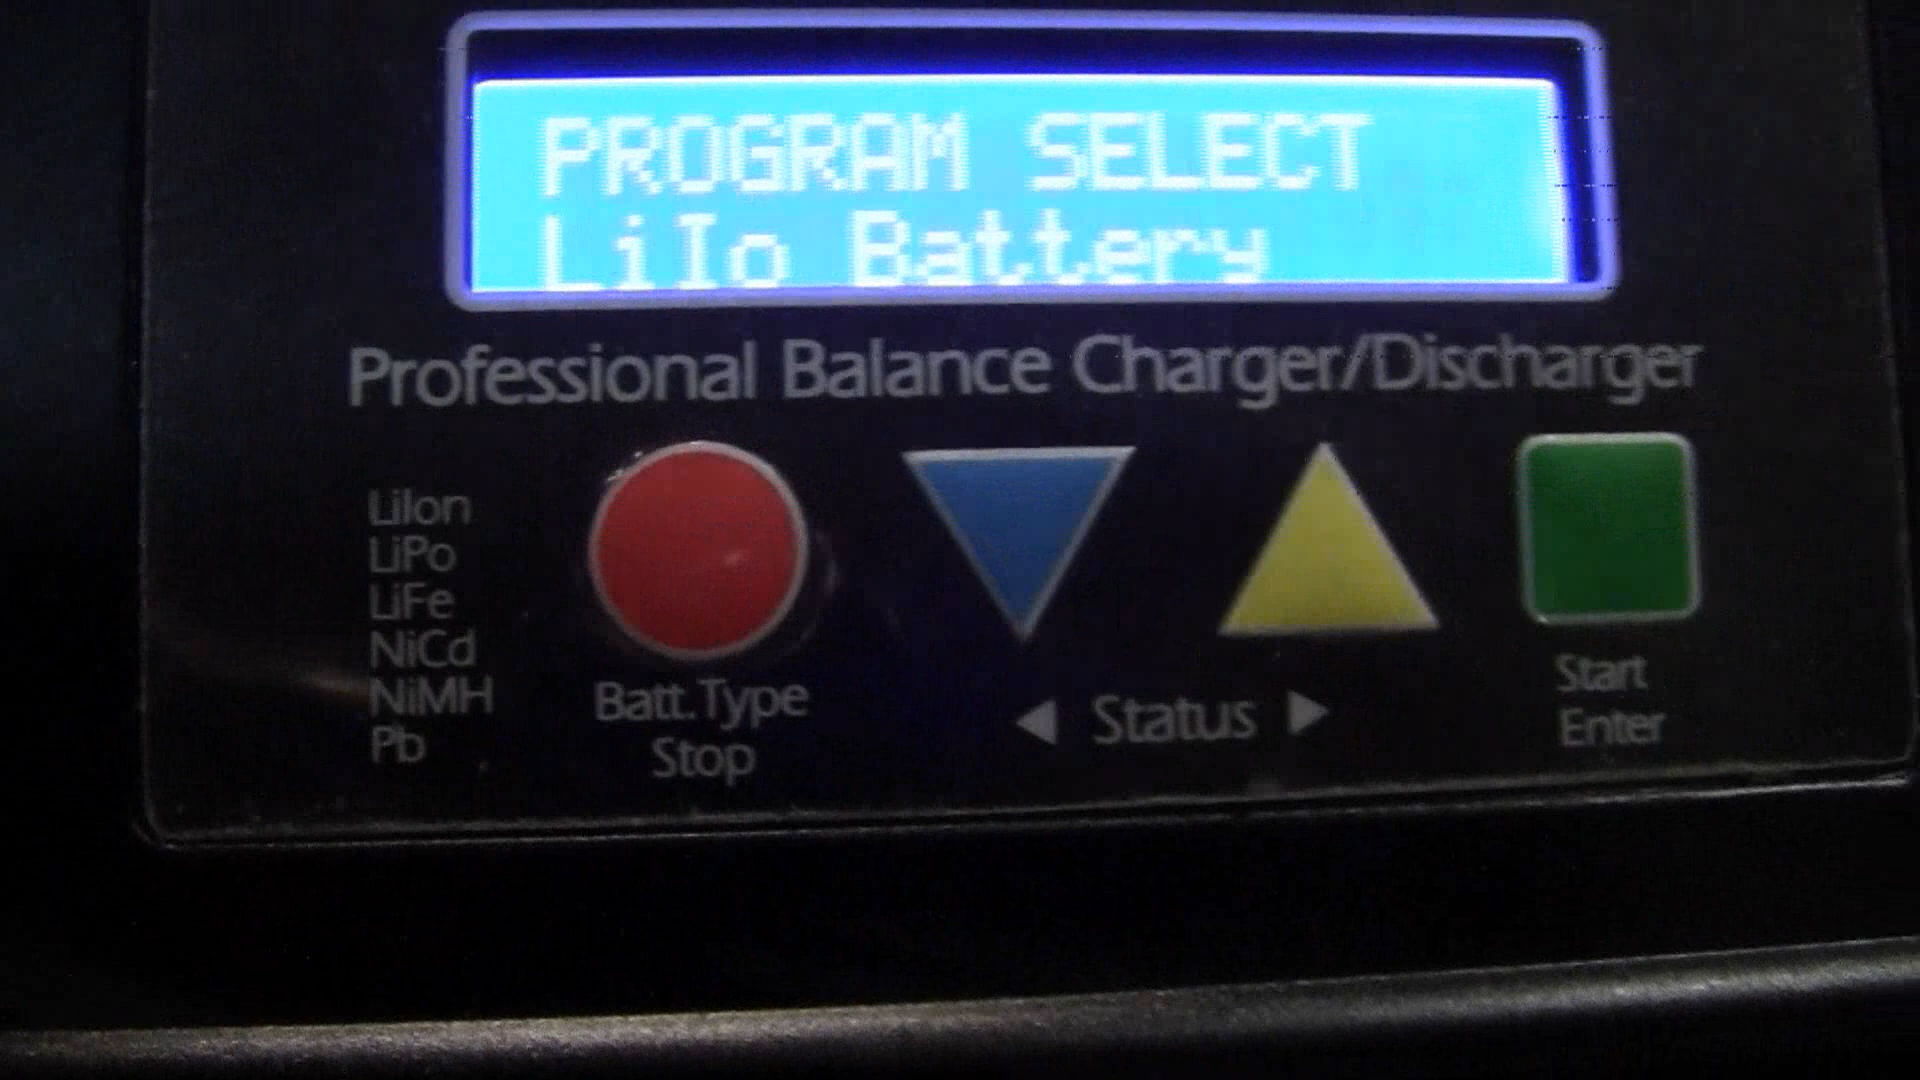 PROGRAM SELECT
LiIo Battery
Professional Balance Charger/Discharger
LiIon
LiPo
LiFe
NiCd
NiMH
Pb
Batt.Type
Stop
◀ Status ▶
Start
Enter